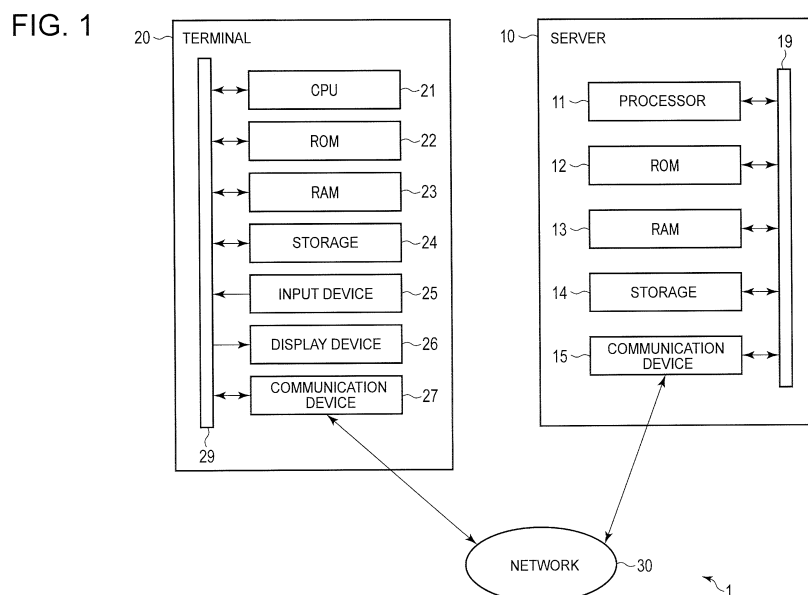 FIG. 1
20 TERMINAL
CPU 21
ROM 22
RAM 23
STORAGE 24
INPUT DEVICE 25
DISPLAY DEVICE 26
COMMUNICATION
DEVICE 27
29
10 SERVER
19
11 PROCESSOR
12 ROM
13 RAM
14 STORAGE
15 COMMUNICATION
DEVICE
NETWORK 30
1